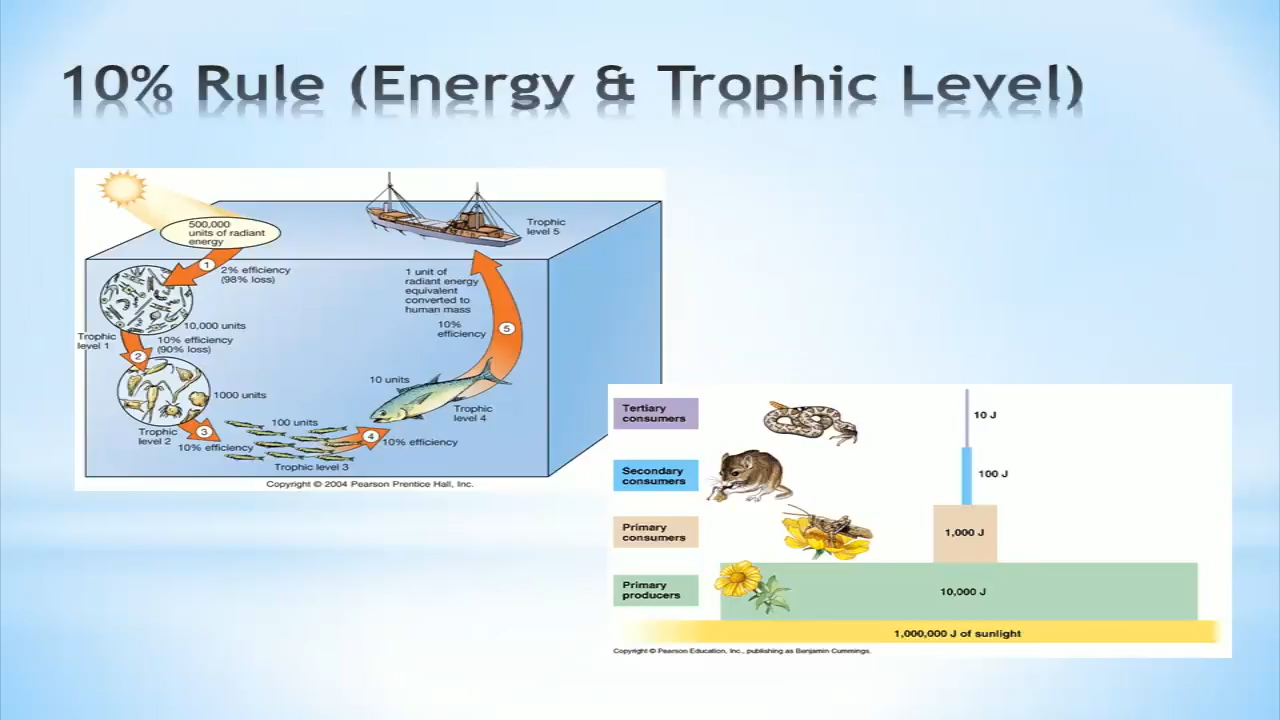 10% Rule (Energy & Trophic Level)
500,000
units of radiant
energy
1
2% efficiency
(98% loss)
10,000 units
Trophic
level 1
2
10% efficiency
(90% loss)
1000 units
Trophic
level 2
3
10% efficiency
100 units
Trophic level 3
4
10% efficiency
10 units
Trophic
level 4
5
10%
efficiency
1 unit of
radiant energy
equivalent
converted to
human mass
Trophic
level 5
Copyright © 2004 Pearson Prentice Hall, Inc.
Tertiary
consumers
10 J
Secondary
consumers
100 J
Primary
consumers
1,000 J
Primary
producers
10,000 J
1,000,000 J of sunlight
Copyright © Pearson Education, Inc., publishing as Benjamin Cummings.